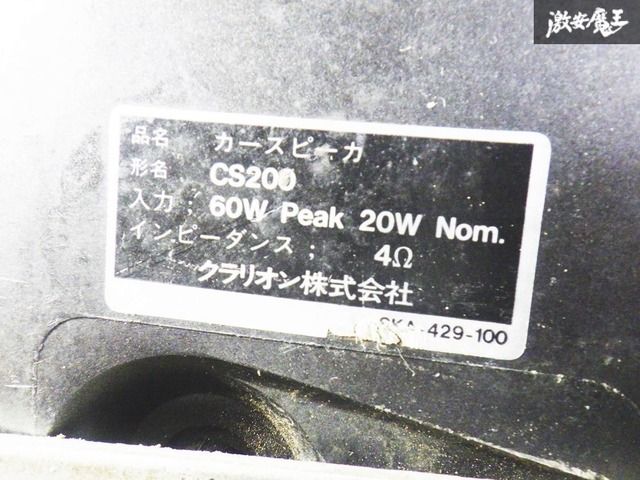 激安魔王
品名 カースピーカ
形名 CS200
入力; 60W Peak 20W Nom.
インピーダンス; 4Ω
クラリオン株式会社
SKA-429-100